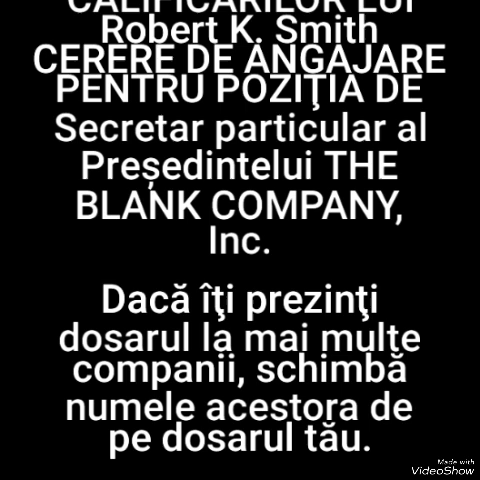 CALIFICĂRILOR LUI
Robert K. Smith
CERERE DE ANGAJARE
PENTRU POZIŢIA DE
Secretar particular al
Președintelui THE
BLANK COMPANY,
Inc.
Dacă îţi prezinţi
dosarul la mai multe
companii, schimbă
numele acestora de
pe dosarul tău.
Made with
VideoShow